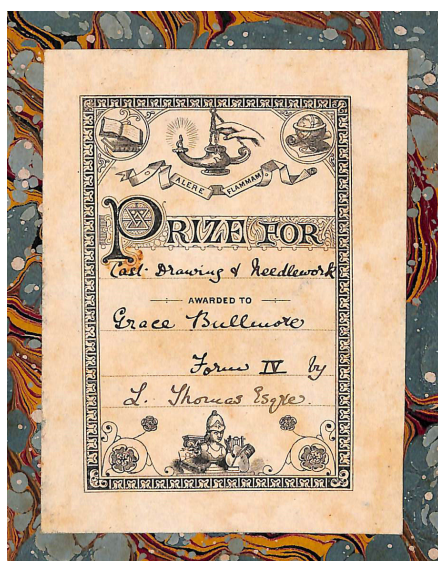 ALERE FLAMMAM
PRIZE FOR
Cast Drawing & Needlework
AWARDED TO
Grace Bullmore
Form IV by
L. Thomas Esqre.